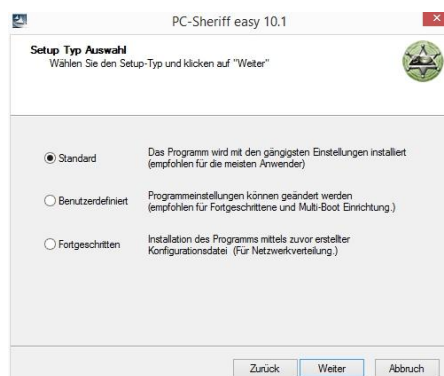 PC-Sheriff easy 10.1
Setup Typ Auswahl
Wählen Sie den Setup-Typ und klicken auf "Weiter"
Standard
Das Programm wird mit den gängigsten Einstellungen installiert
(empfohlen für die meisten Anwender)
Benutzerdefiniert
Programmeinstellungen können geändert werden
(empfohlen für Fortgeschrittene und Multi-Boot Einrichtung.)
Fortgeschritten
Installation des Programms mittels zuvor erstellter
Konfigurationsdatei (Für Netzwerkverteilung.)
Zurück
Weiter
Abbruch